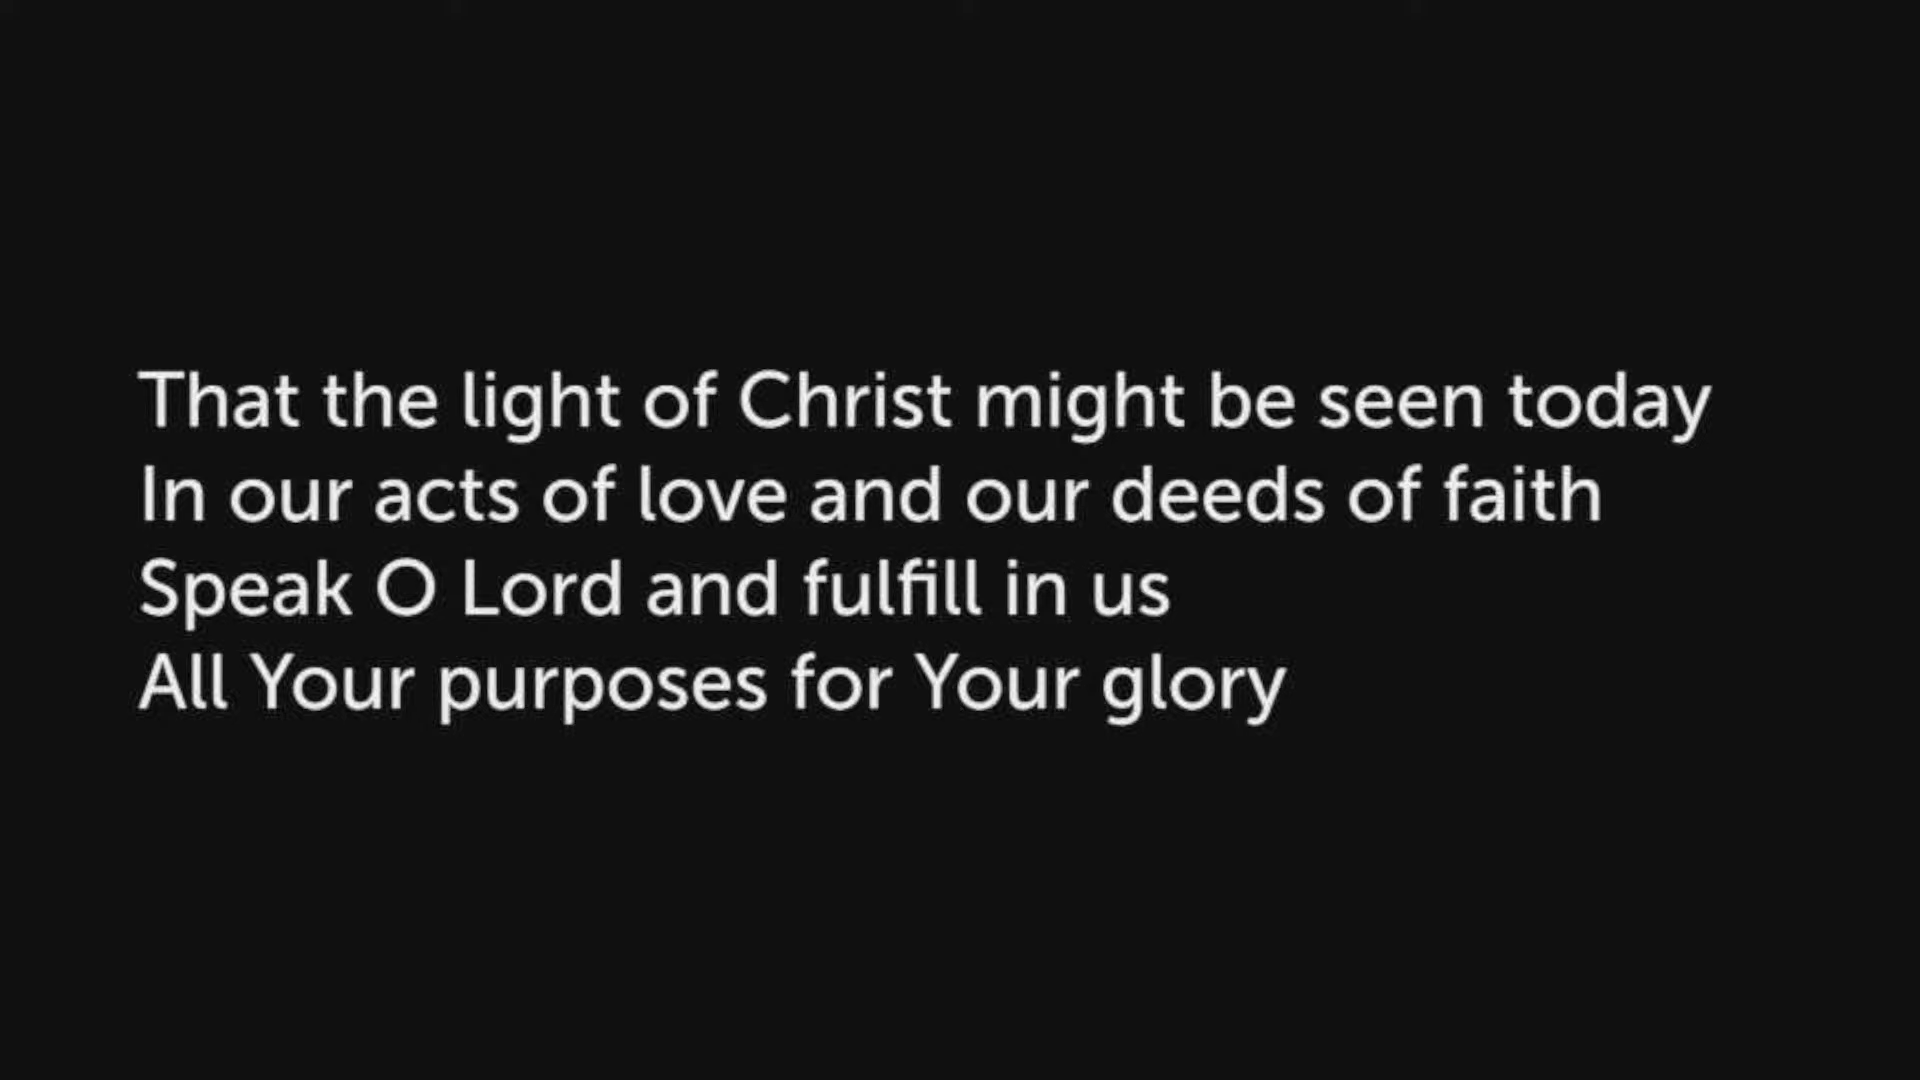 That the light of Christ might be seen today
In our acts of love and our deeds of faith
Speak O Lord and fulfill in us
All Your purposes for Your glory